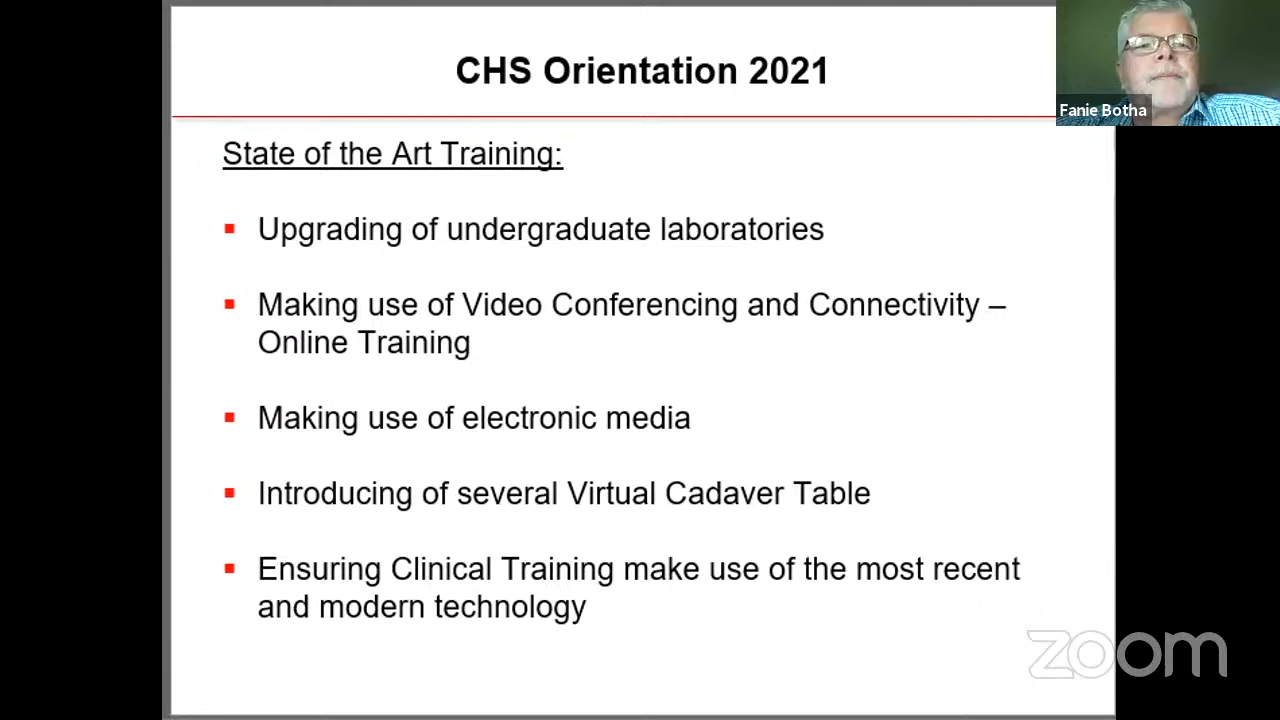 CHS Orientation 2021
Fanie Botha
State of the Art Training:
Upgrading of undergraduate laboratories
Making use of Video Conferencing and Connectivity –
Online Training
Making use of electronic media
Introducing of several Virtual Cadaver Table
Ensuring Clinical Training make use of the most recent
and modern technology
zoom